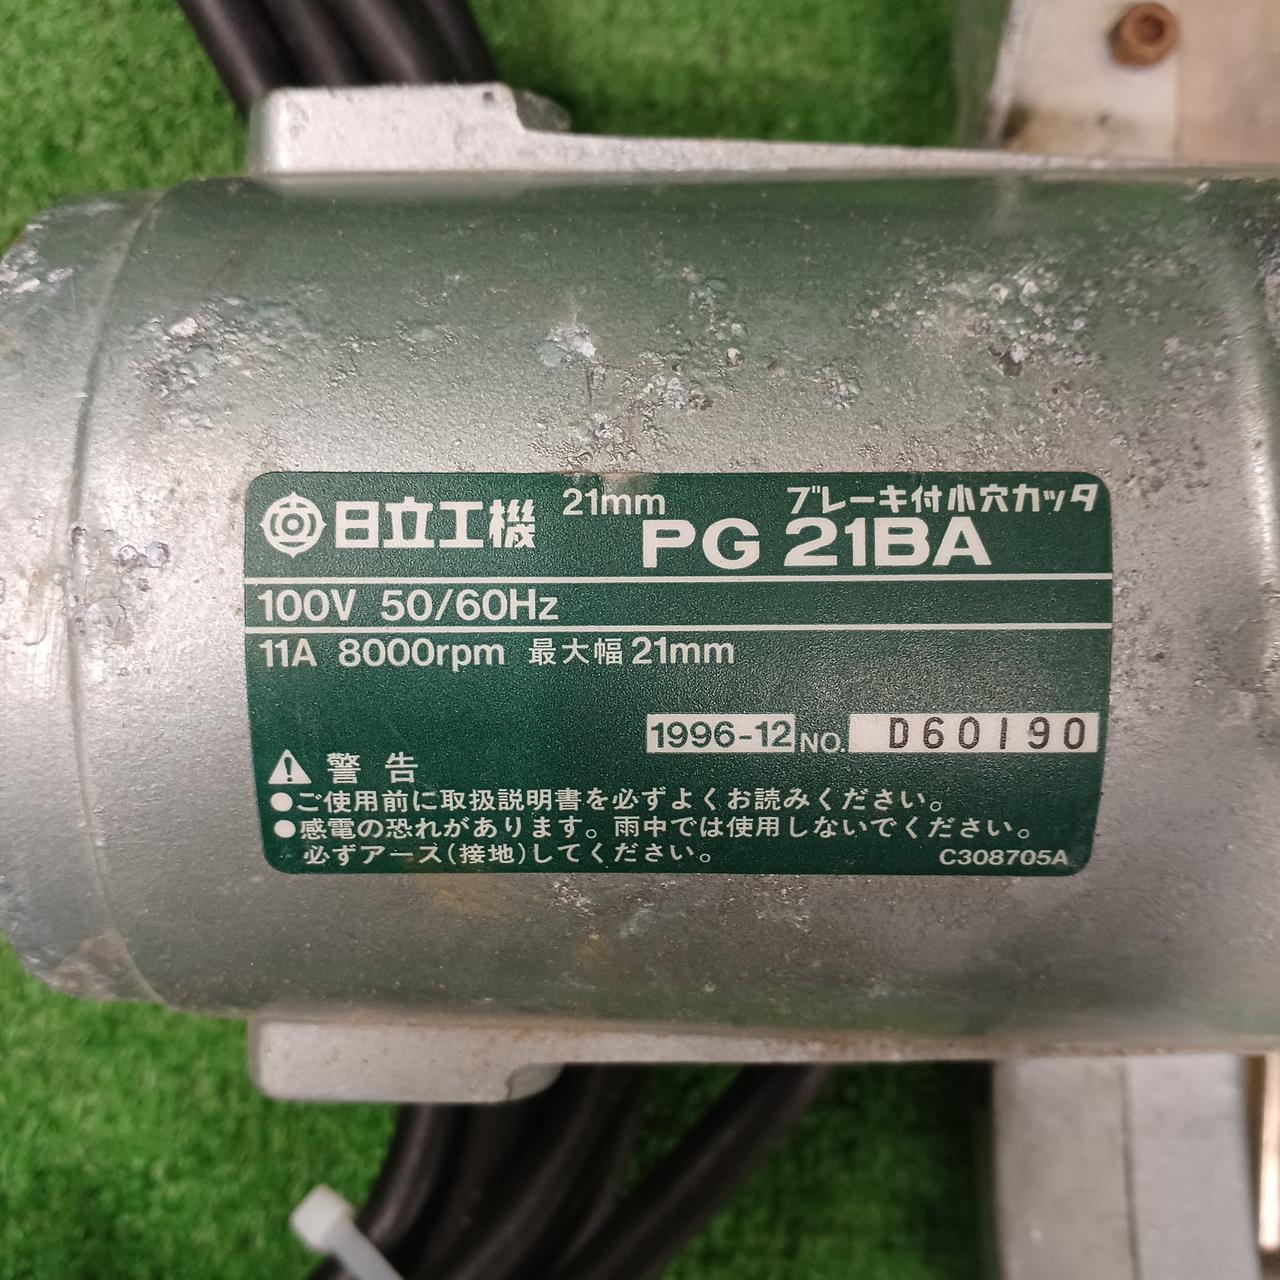 日立工機 21mm ブレーキ付小穴カッタ
PG 21BA
100V 50/60Hz
11A 8000rpm 最大幅21mm
1996-12 NO. D60190
警告
●ご使用前に取扱説明書を必ずよくお読みください。
●感電の恐れがあります。雨中では使用しないでください。
必ずアース(接地)してください。
C308705A